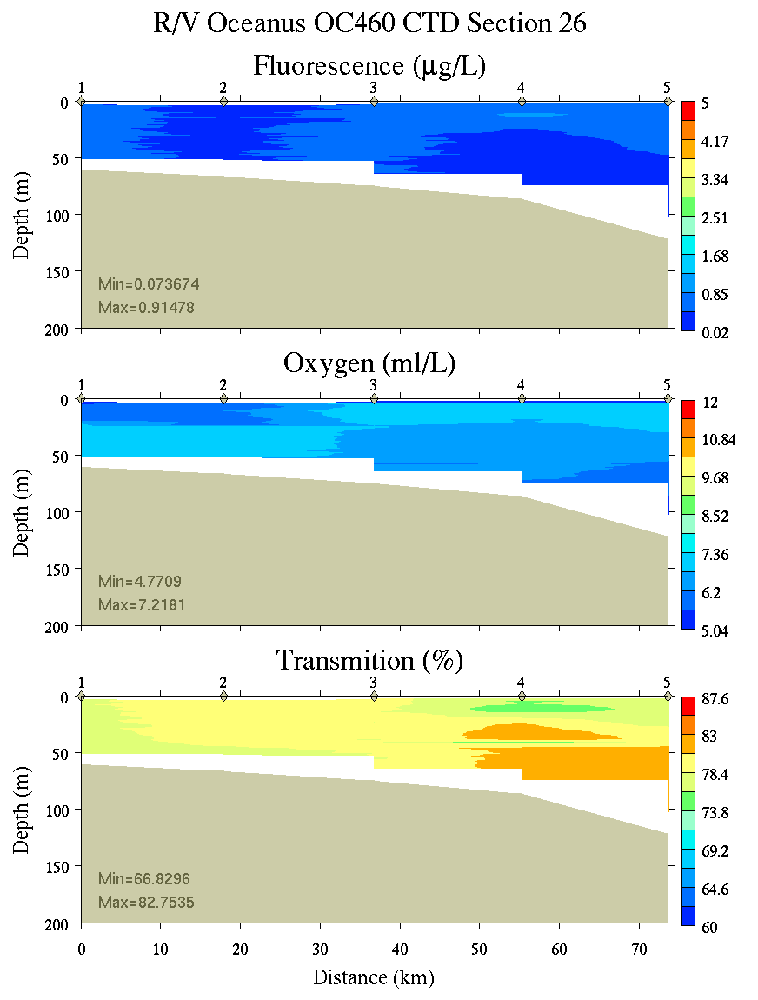 R/V Oceanus OC460 CTD Section 26
Fluorescence (μg/L)
1 2 3 4 5
0
50
100
150
200
Depth (m)
Min=0.073674
Max=0.91478
5
4.17
3.34
2.51
1.68
0.85
0.02
Oxygen (ml/L)
1 2 3 4 5
0
50
100
150
200
Depth (m)
Min=4.7709
Max=7.2181
12
10.84
9.68
8.52
7.36
6.2
5.04
Transmition (%)
1 2 3 4 5
0
50
100
150
200
Depth (m)
Min=66.8296
Max=82.7535
87.6
83
78.4
73.8
69.2
64.6
60
0 10 20 30 40 50 60 70
Distance (km)